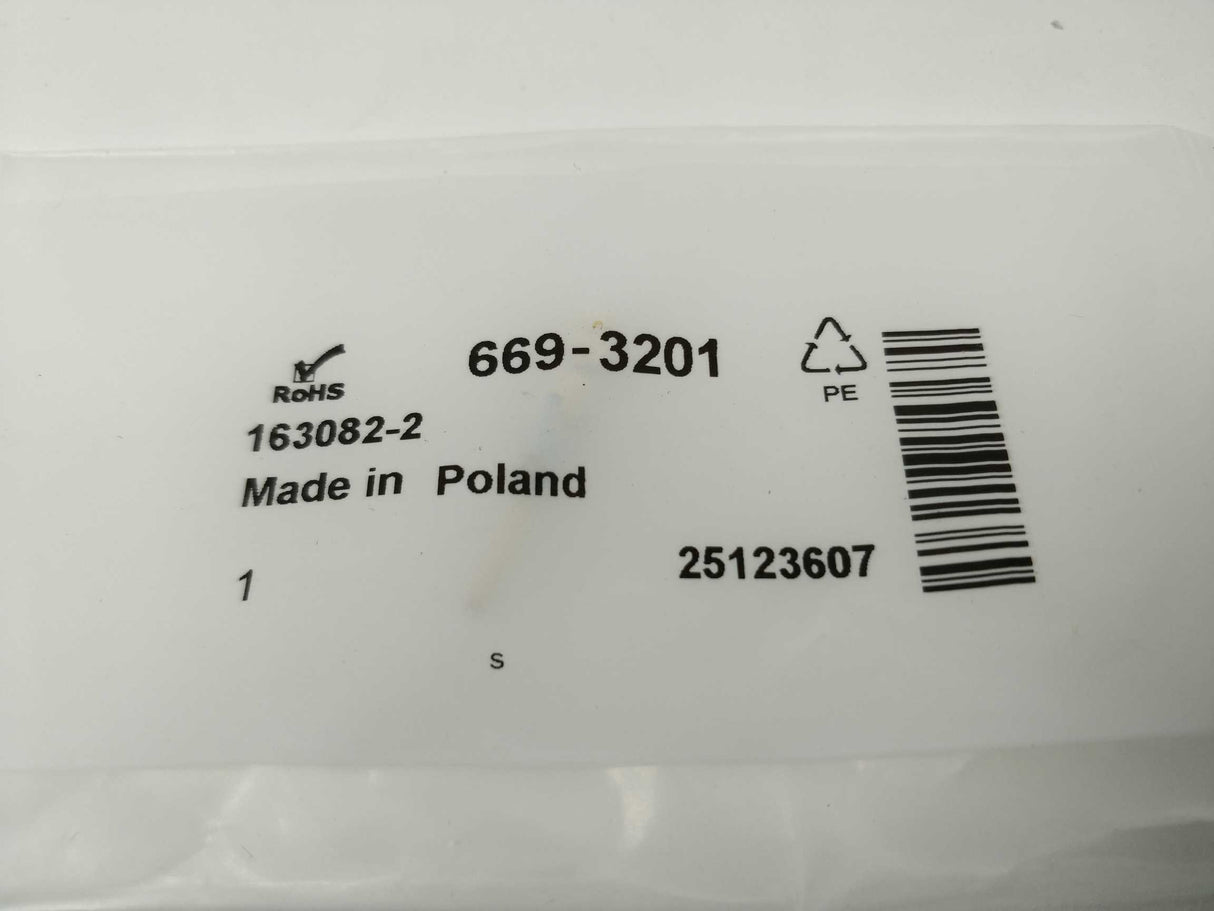 669-3201
RoHS
PE
163082-2
Made in Poland
25123607
1
s